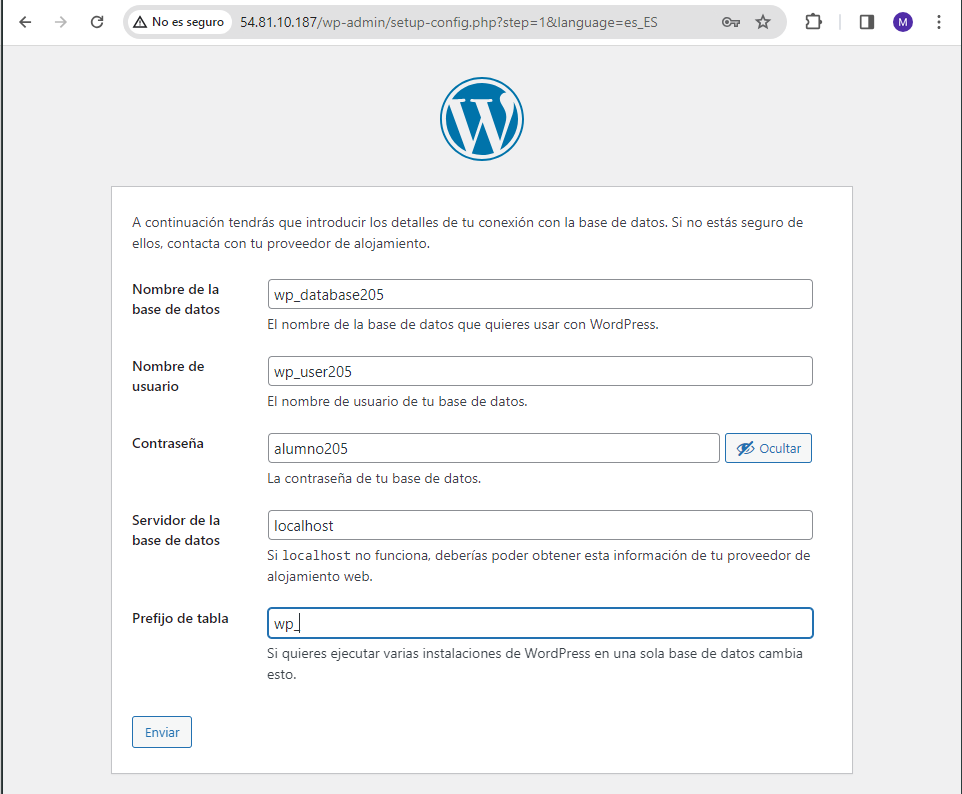 No es seguro 54.81.10.187/wp-admin/setup-config.php?step=1&language=es_ES M
A continuación tendrás que introducir los detalles de tu conexión con la base de datos. Si no estás seguro de
ellos, contacta con tu proveedor de alojamiento.
Nombre de la
base de datos
wp_database205
El nombre de la base de datos que quieres usar con WordPress.
Nombre de
usuario
wp_user205
El nombre de usuario de tu base de datos.
Contraseña
alumno205
Ocultar
La contraseña de tu base de datos.
Servidor de la
base de datos
localhost
Si localhost no funciona, deberías poder obtener esta información de tu proveedor de
alojamiento web.
Prefijo de tabla
wp_
Si quieres ejecutar varias instalaciones de WordPress en una sola base de datos cambia
esto.
Enviar